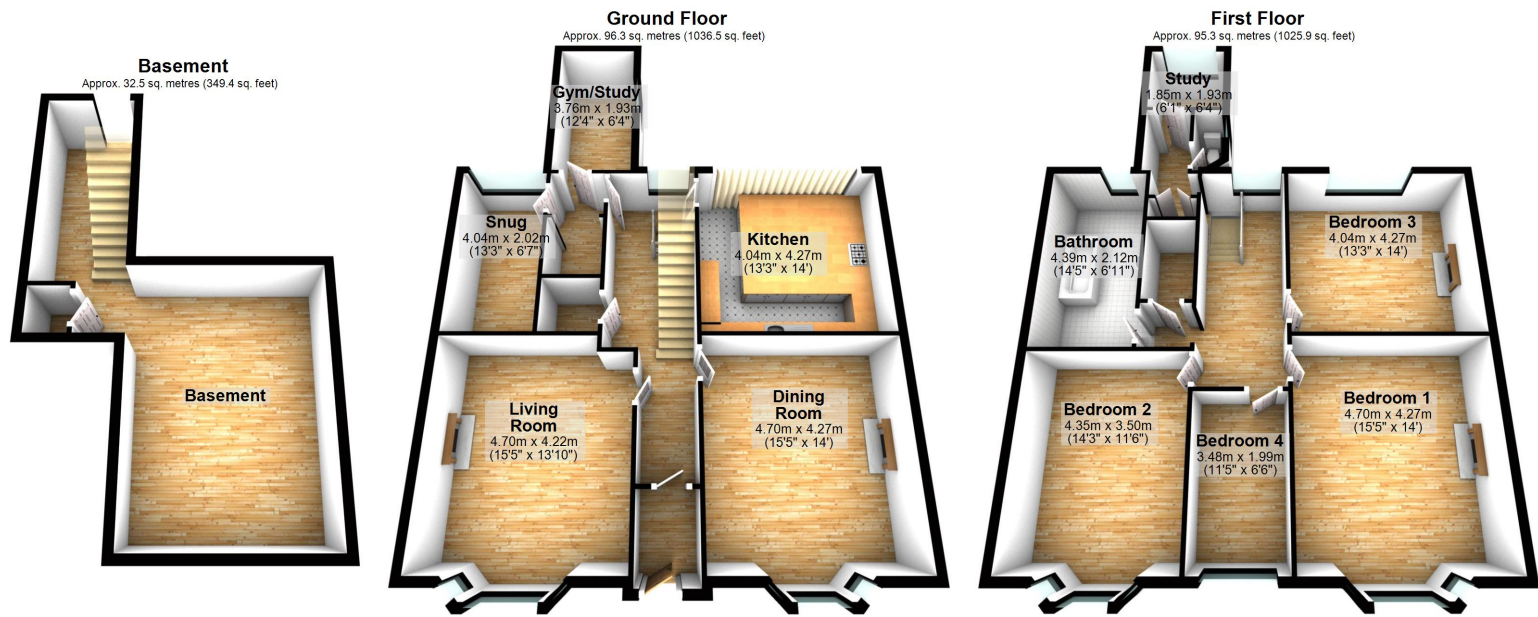 Basement
Approx. 32.5 sq. metres (349.4 sq. feet)
Basement
Ground Floor
Approx. 96.3 sq. metres (1036.5 sq. feet)
Gym/Study
3.76m x 1.93m
(12'4" x 6'4")
Snug
4.04m x 2.02m
(13'3" x 6'7")
Kitchen
4.04m x 4.27m
(13'3" x 14')
Living
Room
4.70m x 4.22m
(15'5" x 13'10")
Dining
Room
4.70m x 4.27m
(15'5" x 14')
First Floor
Approx. 95.3 sq. metres (1025.9 sq. feet)
Study
1.85m x 1.93m
(6'1" x 6'4")
Bathroom
4.39m x 2.12m
(14'5" x 6'11")
Bedroom 3
4.04m x 4.27m
(13'3" x 14')
Bedroom 2
4.35m x 3.50m
(14'3" x 11'6")
Bedroom 4
3.48m x 1.99m
(11'5" x 6'6")
Bedroom 1
4.70m x 4.27m
(15'5" x 14')